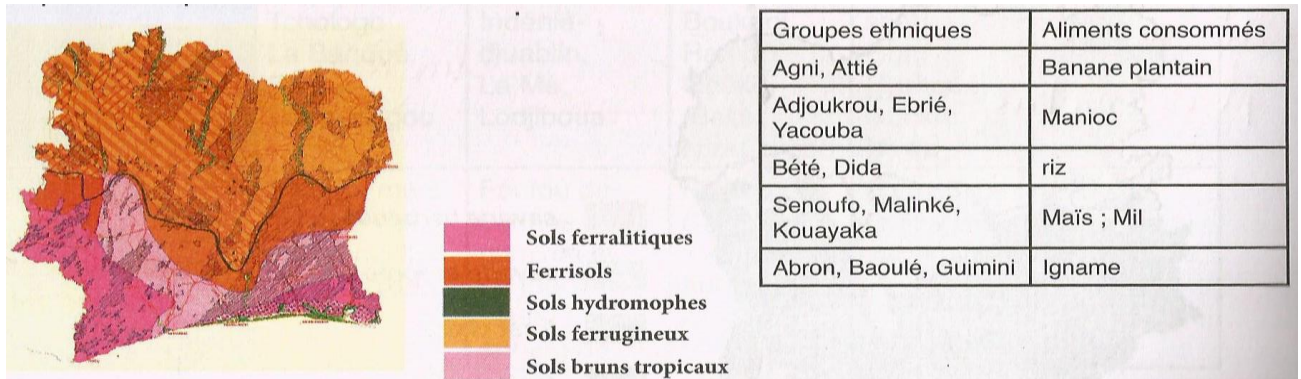 Sols ferralitiques
Ferrisols
Sols hydromophes
Sols ferrugineux
Sols bruns tropicaux
Groupes ethniques Aliments consommés
Agni, Attié Banane plantain
Adjoukrou, Ebrié,
Yacouba Manioc
Bété, Dida riz
Senoufo, Malinké,
Kouayaka Maïs ; Mil
Abron, Baoulé, Guimini Igname